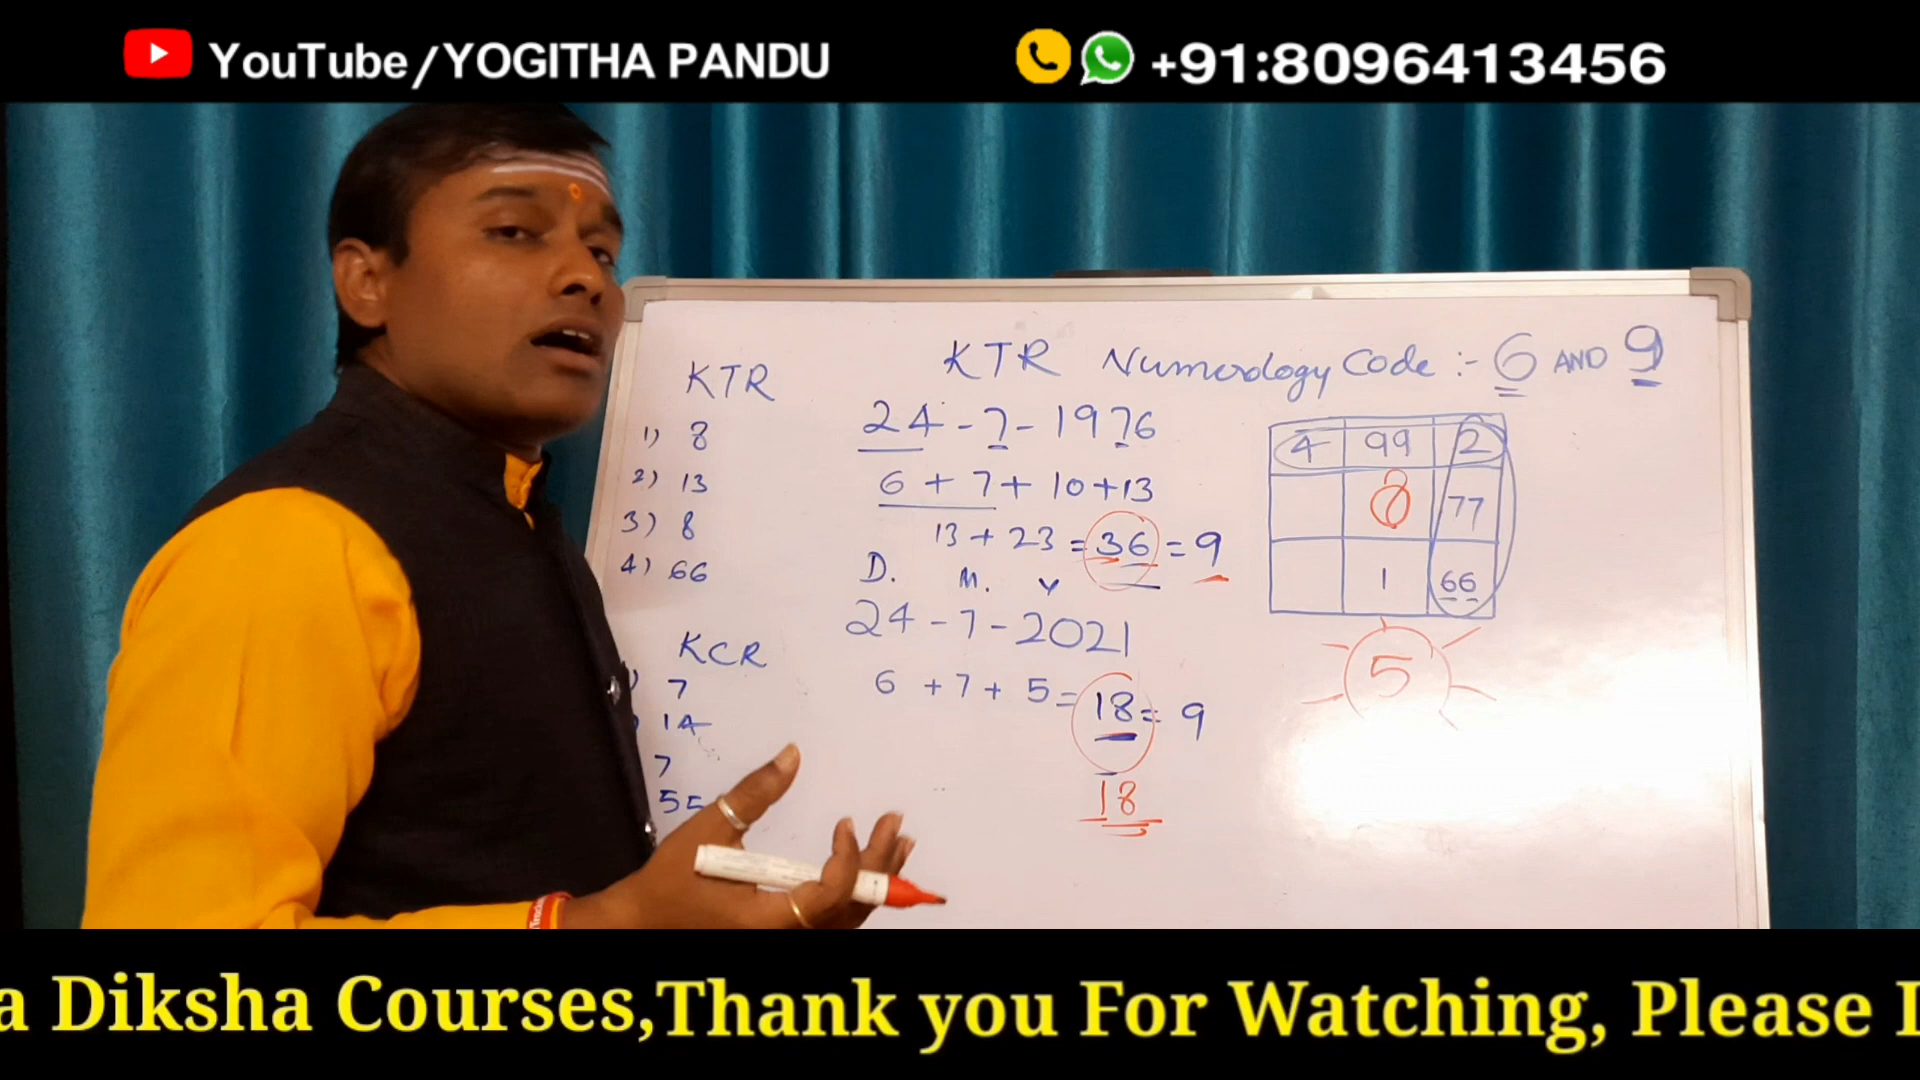 YouTube/YOGITHA PANDU
+91:8096413456
KTR Numerology Code :- 6 AND 9
KTR
1) 8
2) 13
3) 8
4) 66
KCR
7
14
7
55
24-7-1976
6+7+10+13
13+23=36=9
D. M. Y
24-7-2021
6+7+5=18=9
18
4 99 2
77
1 66
5
a Diksha Courses,Thank you For Watching, Please